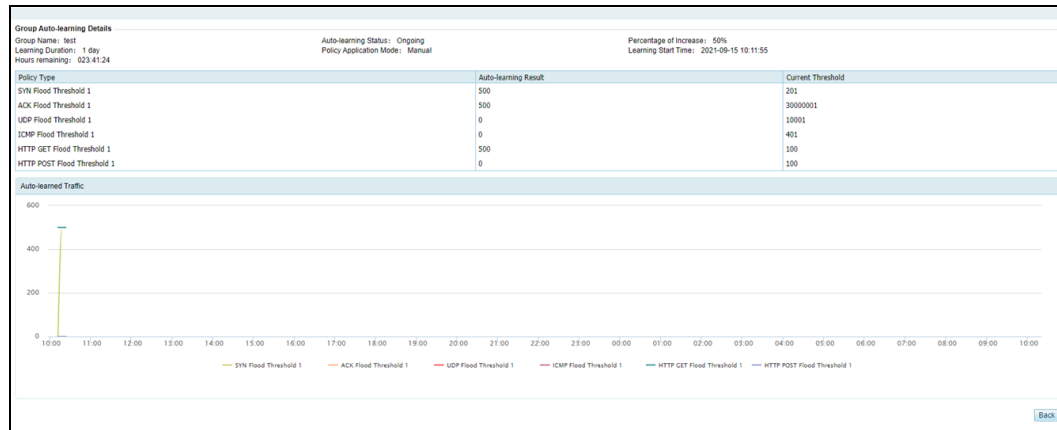 Group Auto-learning Details
Group Name: test Auto-learning Status: Ongoing Percentage of Increase: 50%
Learning Duration: 1 day Policy Application Mode: Manual Learning Start Time: 2021-09-15 10:11:55
Hours remaining: 023:41:24
Policy Type Auto-learning Result Current Threshold
SYN Flood Threshold 1 500 201
ACK Flood Threshold 1 500 30000001
UDP Flood Threshold 1 0 10001
ICMP Flood Threshold 1 0 401
HTTP GET Flood Threshold 1 500 100
HTTP POST Flood Threshold 1 0 100
Auto-learned Traffic
600
400
200
0
10:00 11:00 12:00 13:00 14:00 15:00 16:00 17:00 18:00 19:00 20:00 21:00 22:00 23:00 00:00 01:00 02:00 03:00 04:00 05:00 06:00 07:00 08:00 09:00 10:00
SYN Flood Threshold 1 ACK Flood Threshold 1 UDP Flood Threshold 1 ICMP Flood Threshold 1 HTTP GET Flood Threshold 1 HTTP POST Flood Threshold 1
Back